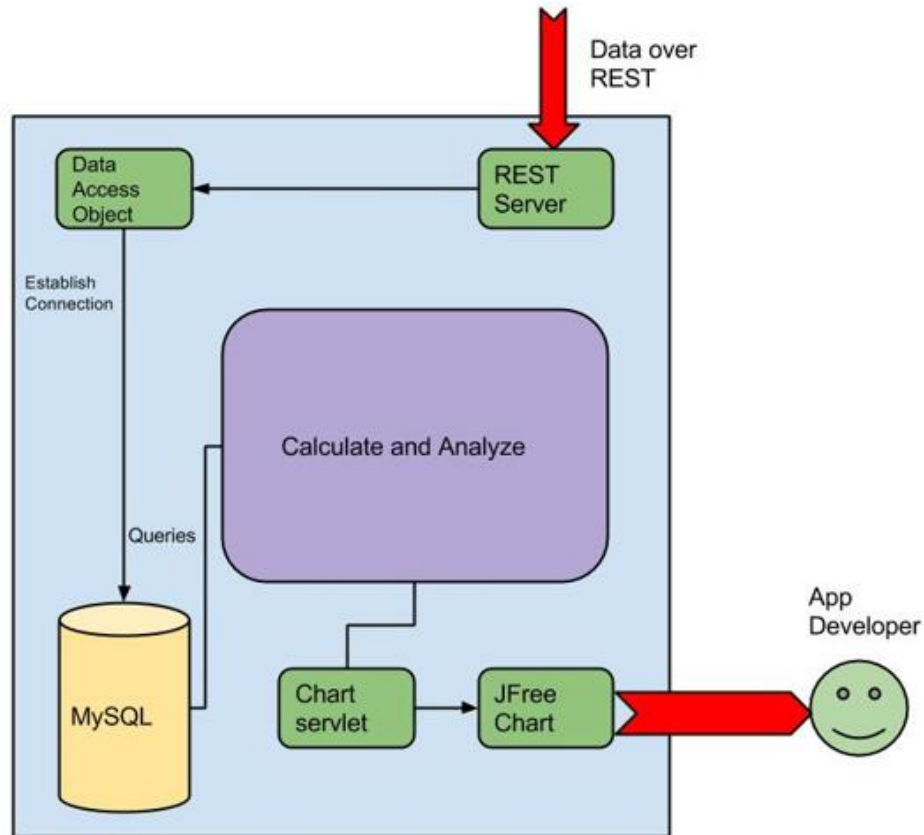 Data over
REST
Data
Access
Object
REST
Server
Establish
Connection
Calculate and Analyze
Queries
MySQL
Chart
servlet
JFree
Chart
App
Developer